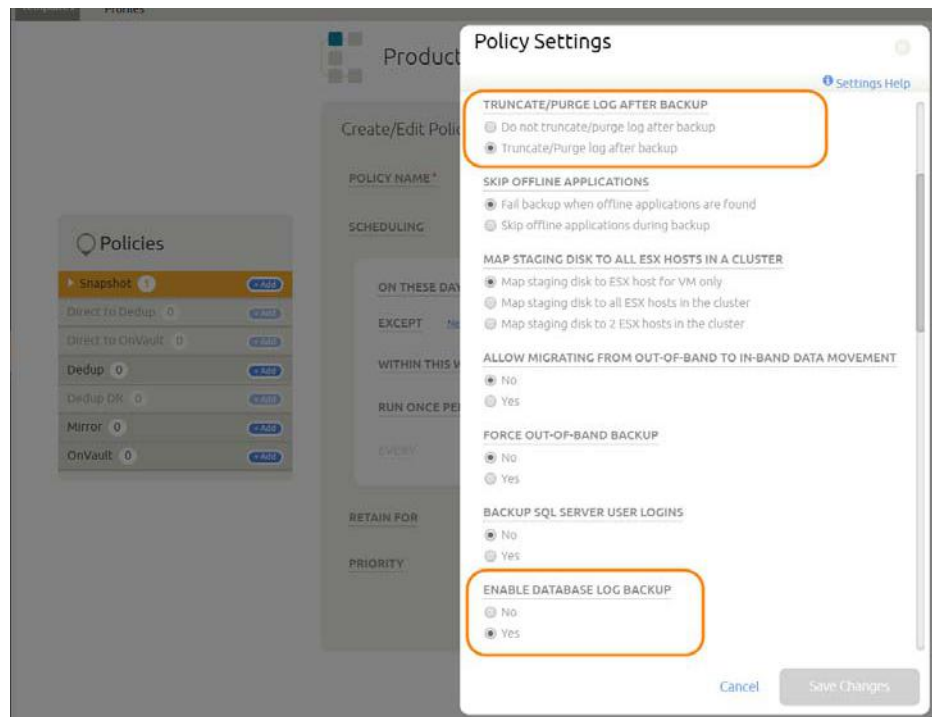 Profiles
Product
Create/Edit Polic
POLICY NAME*
SCHEDULING
ON THESE DAY
EXCEPT Ne
WITHIN THIS W
RUN ONCE PER
EVERY
RETAIN FOR
PRIORITY
Policies
Snapshot 1 +Add
Direct to Dedup 0 +Add
Direct to OnVault 0 +Add
Dedup 0 +Add
Dedup DR 0 +Add
Mirror 0 +Add
OnVault 0 +Add
Policy Settings
Settings Help
TRUNCATE/PURGE LOG AFTER BACKUP
Do not truncate/purge log after backup
Truncate/Purge log after backup
SKIP OFFLINE APPLICATIONS
Fail backup when offline applications are found
Skip offline applications during backup
MAP STAGING DISK TO ALL ESX HOSTS IN A CLUSTER
Map staging disk to ESX host for VM only
Map staging disk to all ESX hosts in the cluster
Map staging disk to 2 ESX hosts in the cluster
ALLOW MIGRATING FROM OUT-OF-BAND TO IN-BAND DATA MOVEMENT
No
Yes
FORCE OUT-OF-BAND BACKUP
No
Yes
BACKUP SQL SERVER USER LOGINS
No
Yes
ENABLE DATABASE LOG BACKUP
No
Yes
Cancel
Save Changes